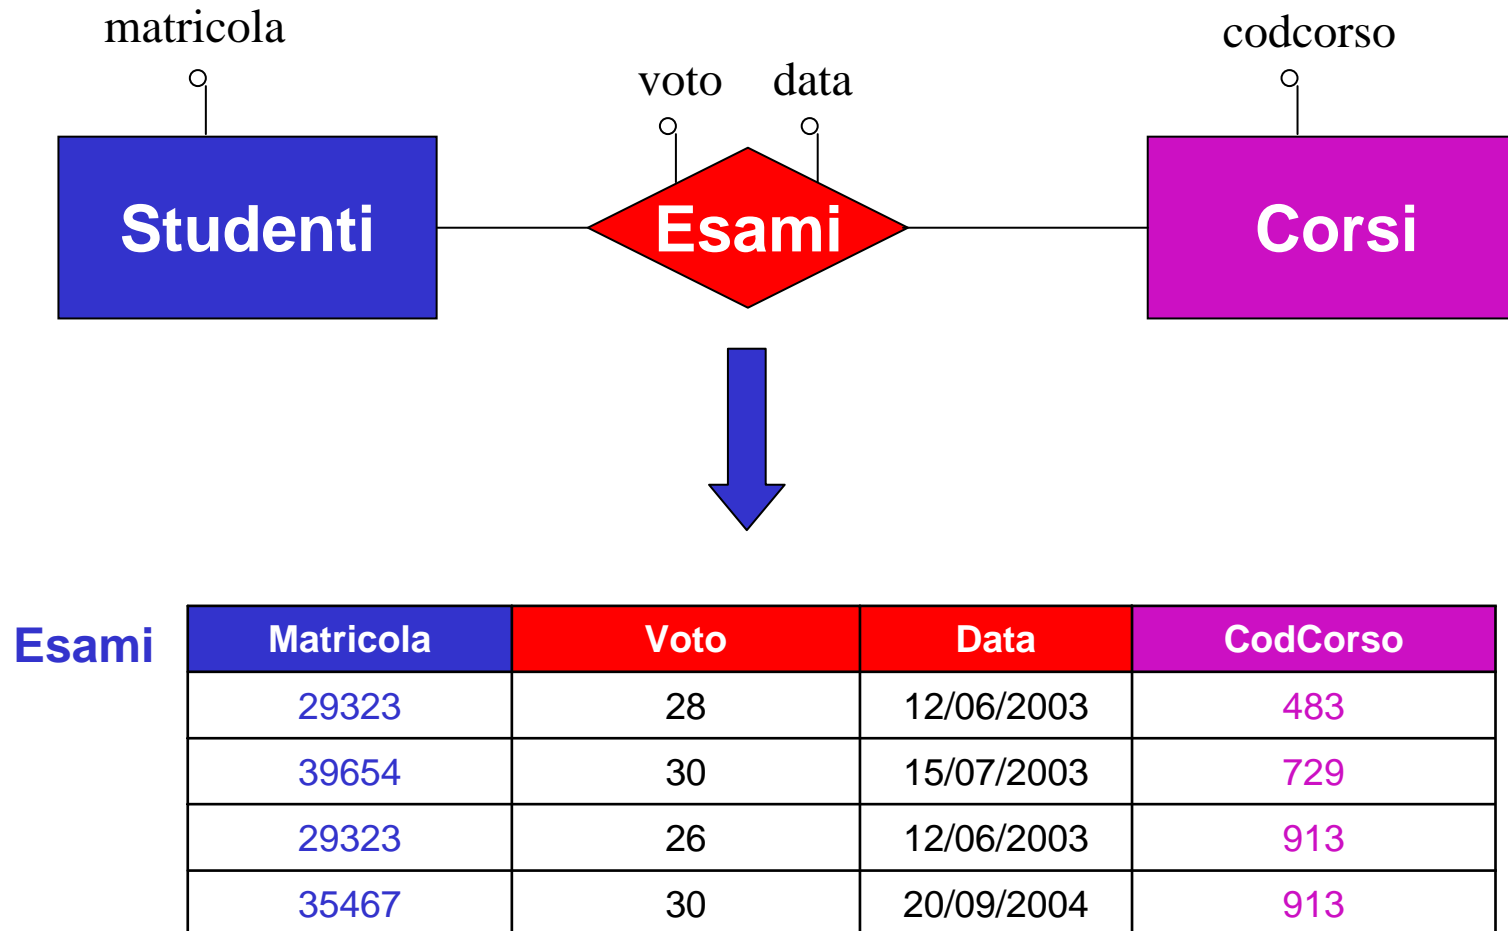 matricola
codcorso
voto data
Studenti
Esami
Corsi
Esami
Matricola Voto Data CodCorso
29323 28 12/06/2003 483
39654 30 15/07/2003 729
29323 26 12/06/2003 913
35467 30 20/09/2004 913